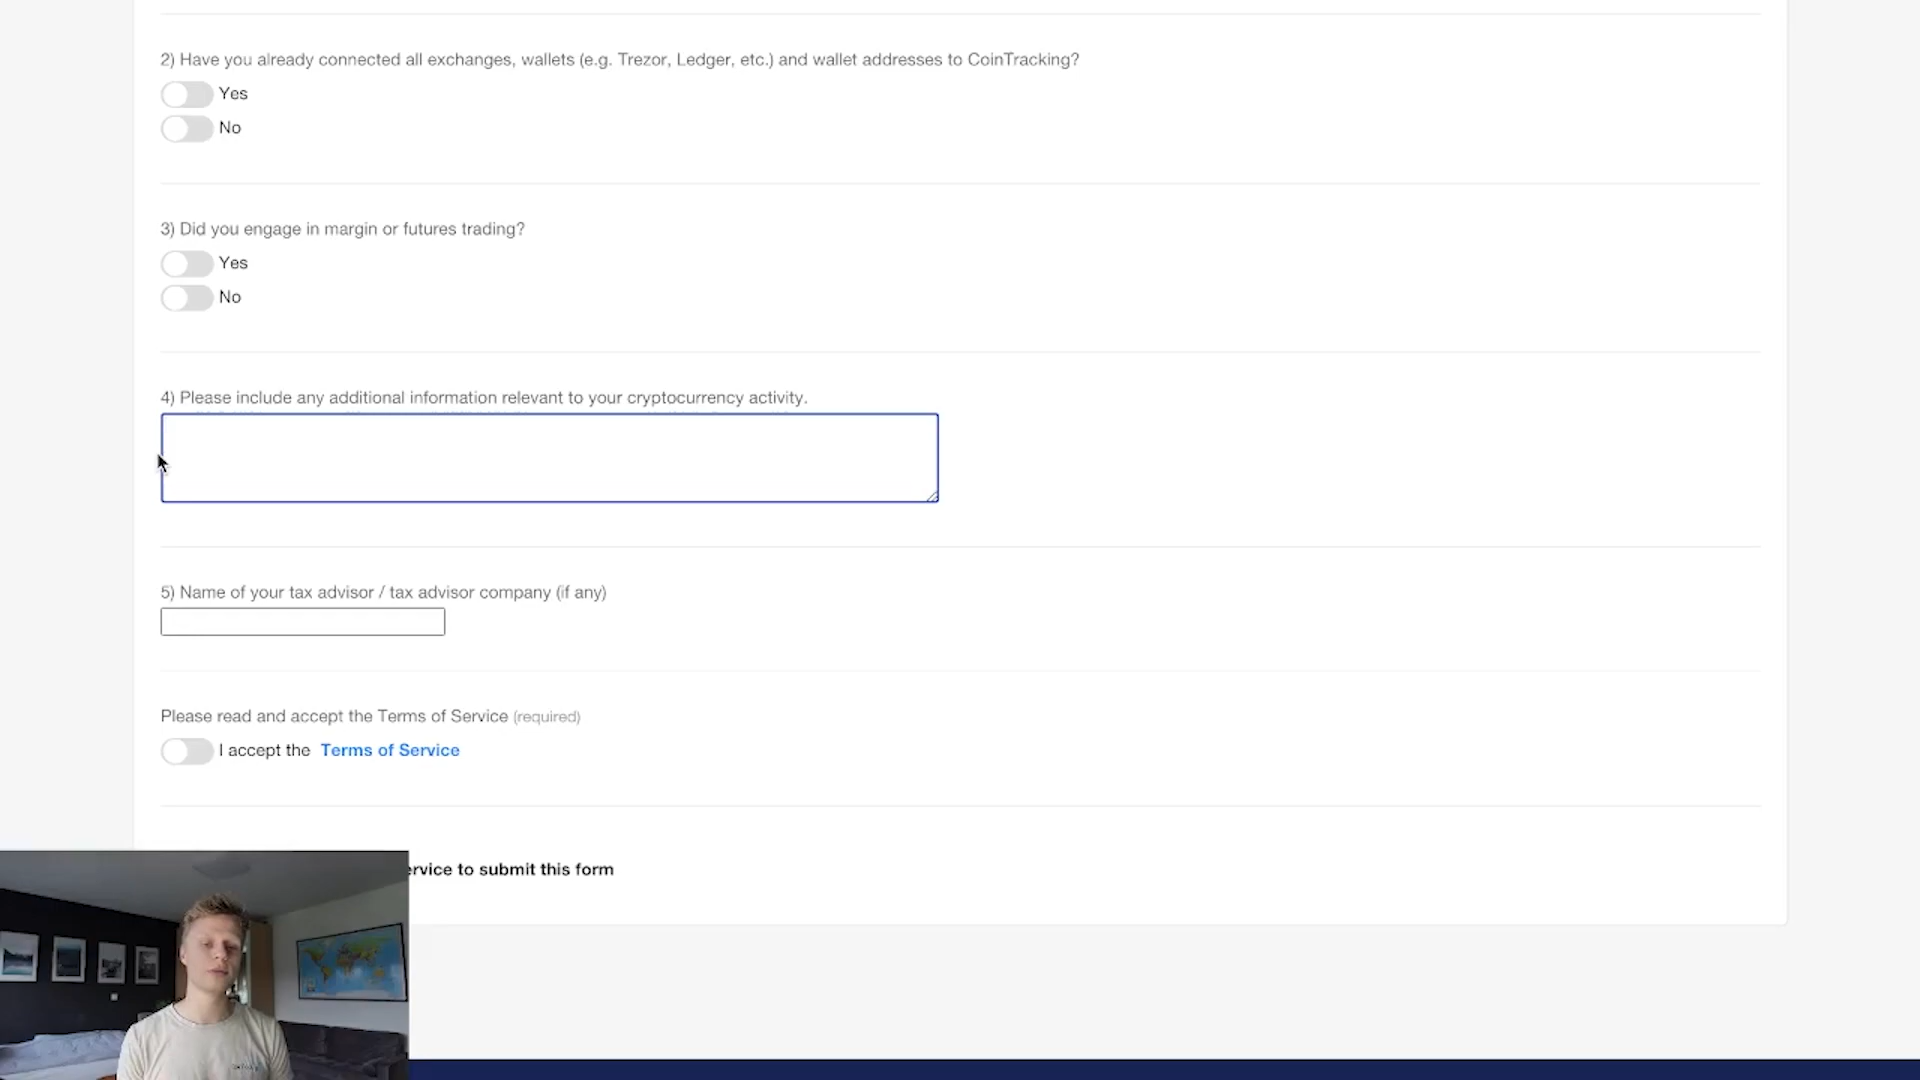 2) Have you already connected all exchanges, wallets (e.g. Trezor, Ledger, etc.) and wallet addresses to CoinTracking?
Yes
No
3) Did you engage in margin or futures trading?
Yes
No
4) Please include any additional information relevant to your cryptocurrency activity.
5) Name of your tax advisor / tax advisor company (if any)
Please read and accept the Terms of Service (required)
I accept the Terms of Service
to submit this form